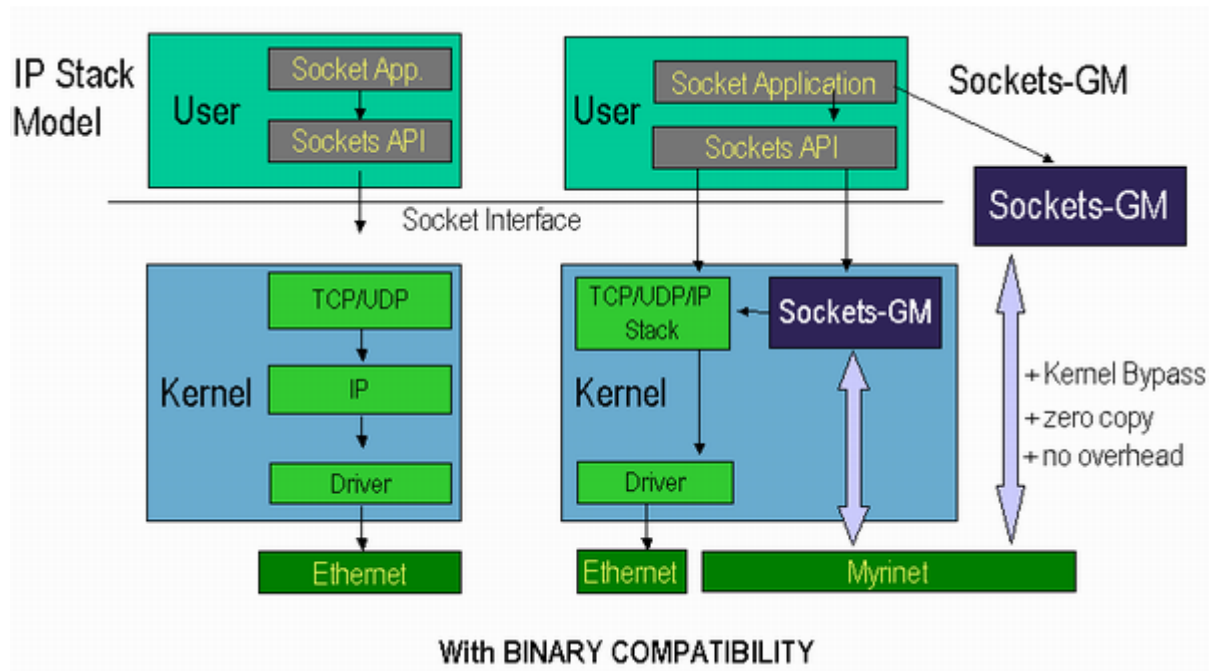 IP Stack
Model
User
Socket App.
Sockets API
User
Socket Application
Sockets API
Sockets-GM
Sockets-GM
Socket Interface
Kernel
TCP/UDP
IP
Driver
Ethernet
Kernel
TCP/UDP/IP
Stack
Sockets-GM
Driver
Ethernet
Myrinet
+ Kernel Bypass
+ zero copy
+ no overhead
With BINARY COMPATIBILITY